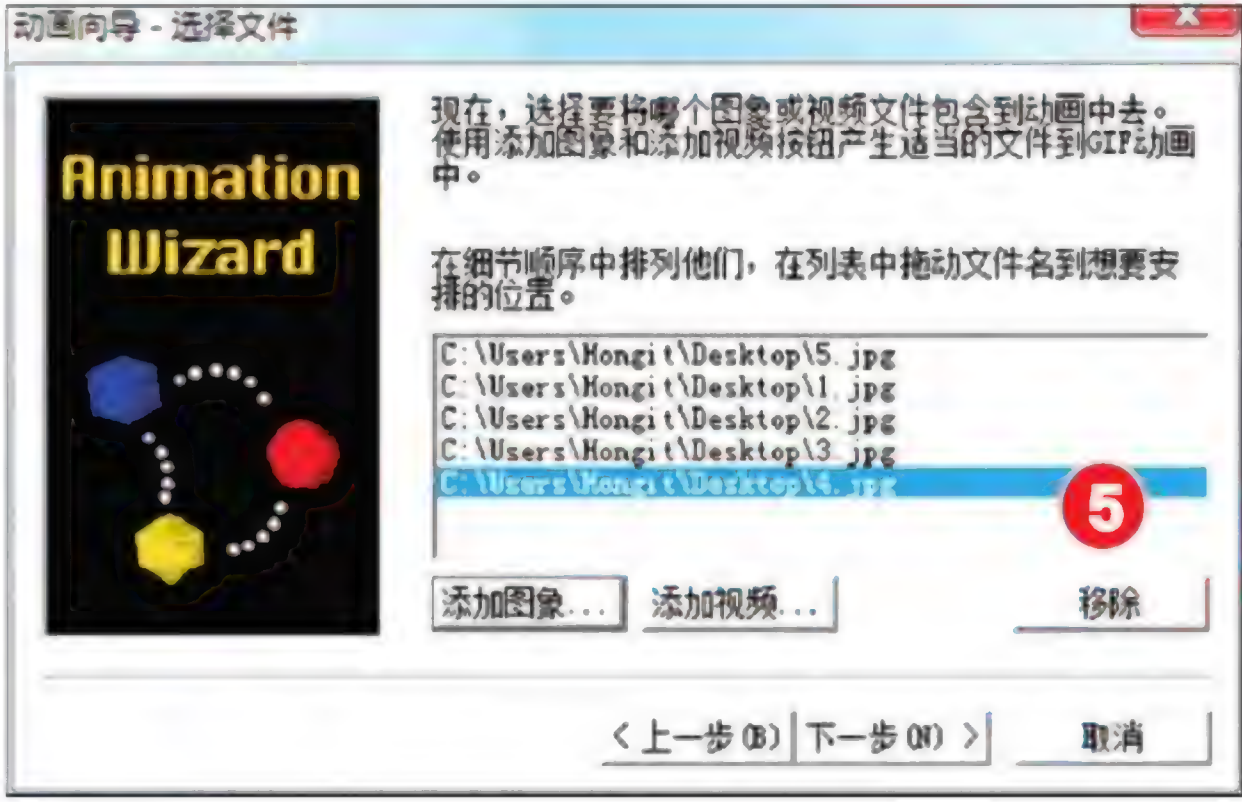 动画向导 - 选择文件
X
Animation
Wizard
现在，选择要将哪个图象或视频文件包含到动画中去。
使用添加图象和添加视频按钮产生适当的文件到GIF动画
中。
在细节顺序中排列他们，在列表中拖动文件名到想要安
排的位置。
C:\Users\Hongit\Desktop\5.jpg
C:\Users\Hongit\Desktop\1.jpg
C:\Users\Hongit\Desktop\2.jpg
C:\Users\Hongit\Desktop\3.jpg
C:\Users\Hongit\Desktop\4.jpg
5
添加图象... 添加视频... 移除
< 上一步(B) 下一步(N) > 取消